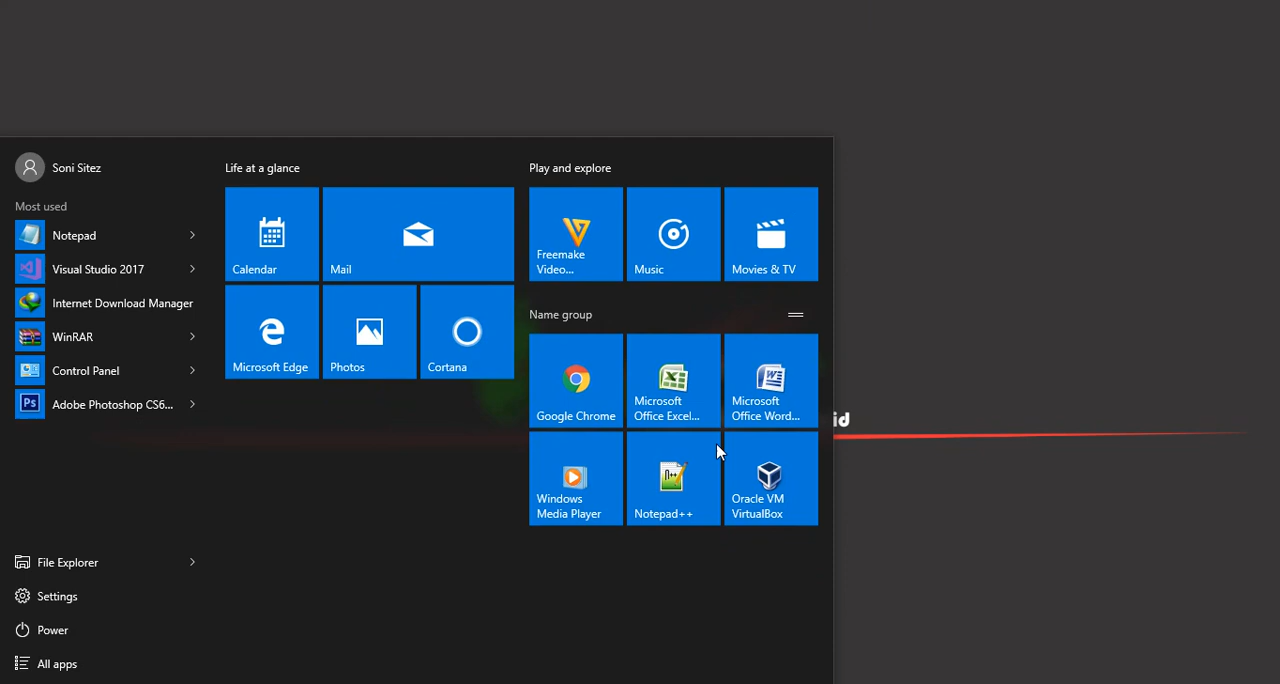 Soni Sitez
Most used
Notepad
Visual Studio 2017
Internet Download Manager
WinRAR
Control Panel
Ps
Adobe Photoshop CS6...
File Explorer
Settings
Power
All apps
Life at a glance
Calendar
Mail
Microsoft Edge
Photos
Cortana
Play and explore
Freemake
Video...
Music
Movies & TV
Name group
Google Chrome
Microsoft
Office Excel...
Microsoft
Office Word...
Windows
Media Player
Notepad++
Oracle VM
VirtualBox
id